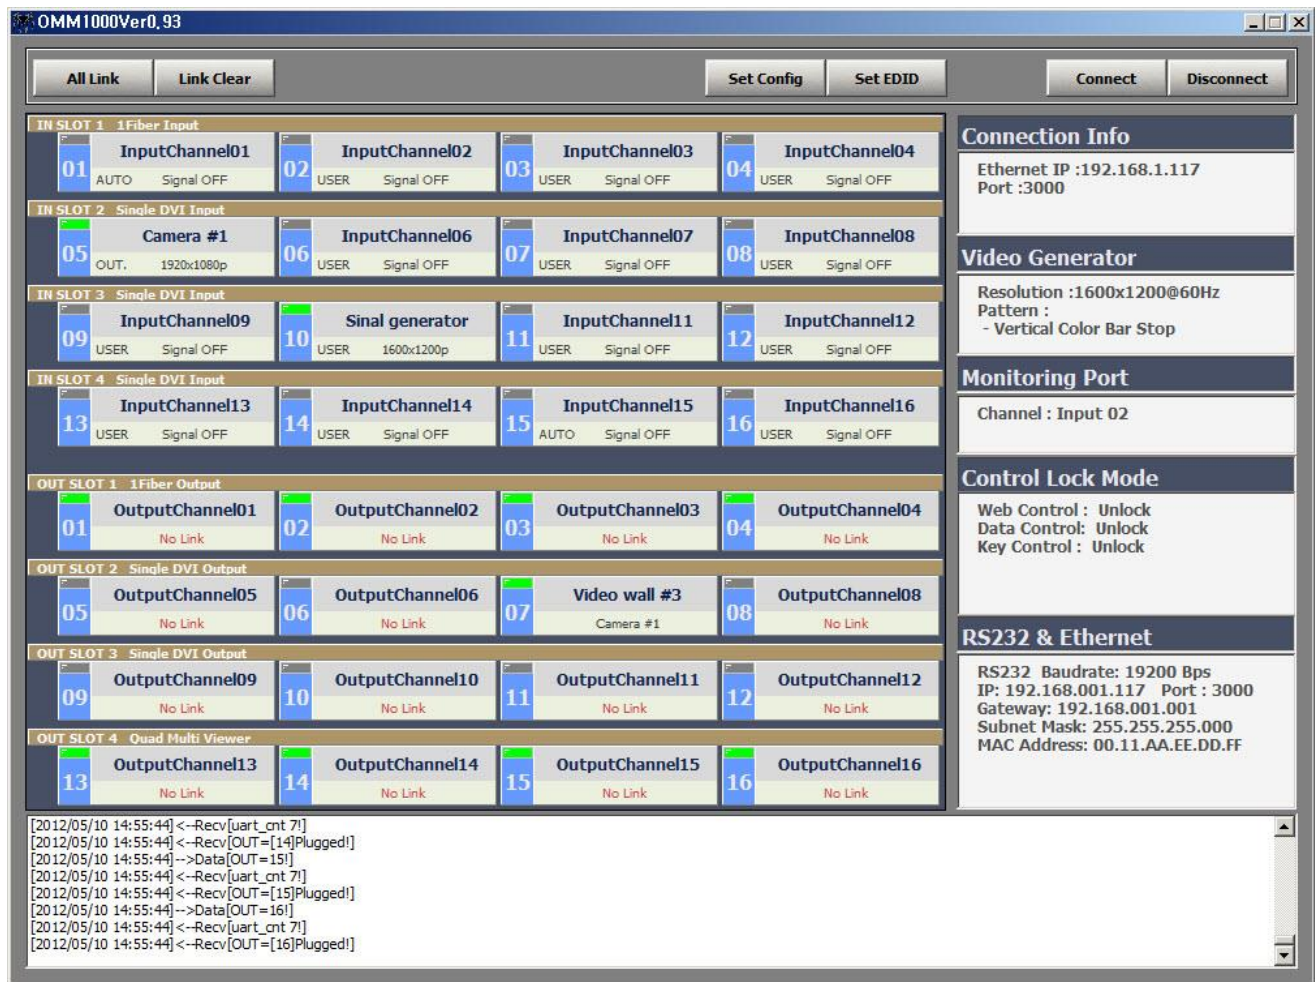 OMM1000Ver0,93
All Link Link Clear Set Config Set EDID Connect Disconnect
IN SLOT 1 1Fiber Input
01 InputChannel01 AUTO Signal OFF
02 InputChannel02 USER Signal OFF
03 InputChannel03 USER Signal OFF
04 InputChannel04 USER Signal OFF
IN SLOT 2 Single DVI Input
05 Camera #1 OUT. 1920x1080p
06 InputChannel06 USER Signal OFF
07 InputChannel07 USER Signal OFF
08 InputChannel08 USER Signal OFF
IN SLOT 3 Single DVI Input
09 InputChannel09 USER Signal OFF
10 Sinal generator USER 1600x1200p
11 InputChannel11 USER Signal OFF
12 InputChannel12 USER Signal OFF
IN SLOT 4 Single DVI Input
13 InputChannel13 USER Signal OFF
14 InputChannel14 USER Signal OFF
15 InputChannel15 AUTO Signal OFF
16 InputChannel16 USER Signal OFF
OUT SLOT 1 1Fiber Output
01 OutputChannel01 No Link
02 OutputChannel02 No Link
03 OutputChannel03 No Link
04 OutputChannel04 No Link
OUT SLOT 2 Single DVI Output
05 OutputChannel05 No Link
06 OutputChannel06 No Link
07 Video wall #3 Camera #1
08 OutputChannel08 No Link
OUT SLOT 3 Single DVI Output
09 OutputChannel09 No Link
10 OutputChannel10 No Link
11 OutputChannel11 No Link
12 OutputChannel12 No Link
OUT SLOT 4 Quad Multi Viewer
13 OutputChannel13 No Link
14 OutputChannel14 No Link
15 OutputChannel15 No Link
16 OutputChannel16 No Link
Connection Info
Ethernet IP :192.168.1.117
Port :3000
Video Generator
Resolution :1600x1200@60Hz
Pattern :
- Vertical Color Bar Stop
Monitoring Port
Channel : Input 02
Control Lock Mode
Web Control : Unlock
Data Control: Unlock
Key Control : Unlock
RS232 & Ethernet
RS232 Baudrate: 19200 Bps
IP: 192.168.001.117 Port : 3000
Gateway: 192.168.001.001
Subnet Mask: 255.255.255.000
MAC Address: 00.11.AA.EE.DD.FF
[2012/05/10 14:55:44]<--Recv[uart_cnt 7!]
[2012/05/10 14:55:44]<--Recv[OUT=[14]Plugged!]
[2012/05/10 14:55:44]-->Data[OUT=15!]
[2012/05/10 14:55:44]<--Recv[uart_cnt 7!]
[2012/05/10 14:55:44]<--Recv[OUT=[15]Plugged!]
[2012/05/10 14:55:44]-->Data[OUT=16!]
[2012/05/10 14:55:44]<--Recv[uart_cnt 7!]
[2012/05/10 14:55:44]<--Recv[OUT=[16]Plugged!]